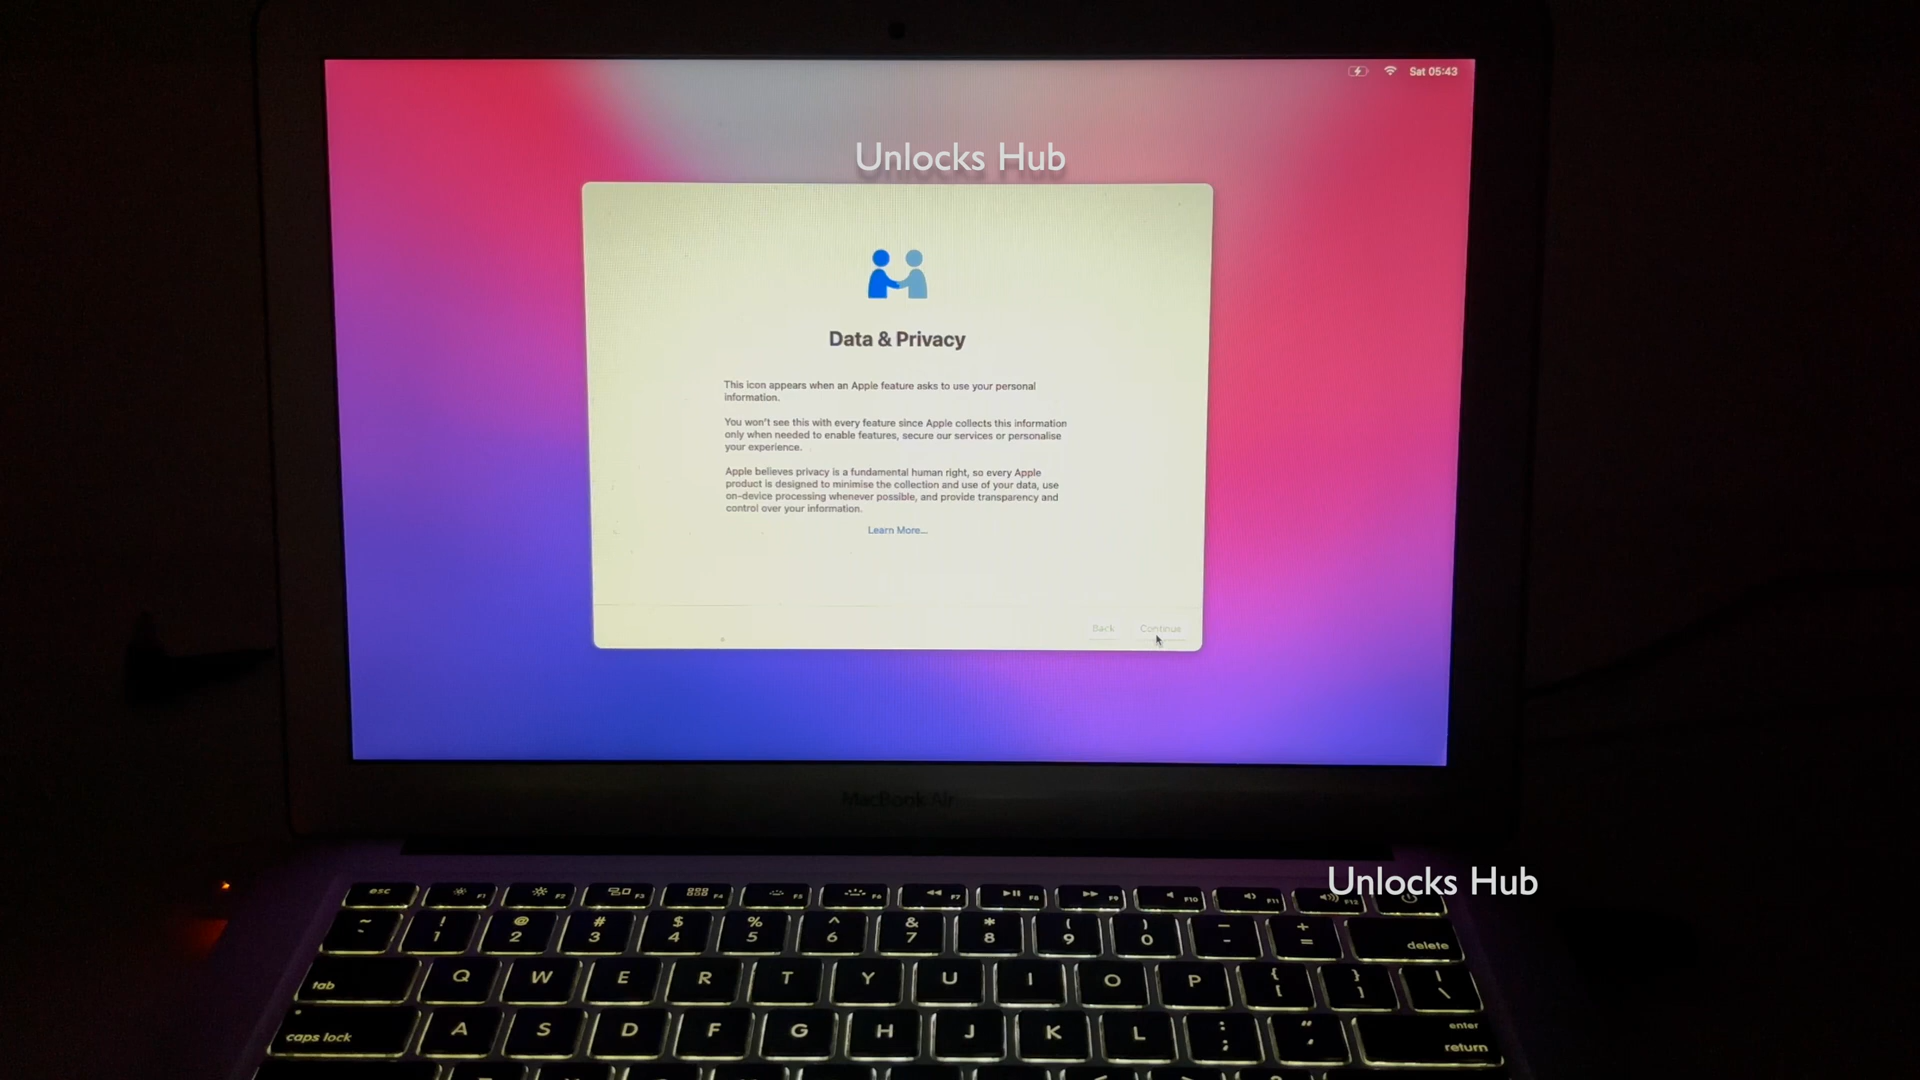 Sat 05:43
Unlocks Hub
Data & Privacy
This icon appears when an Apple feature asks to use your personal
information.
You won't see this with every feature since Apple collects this information
only when needed to enable features, secure our services or personalise
your experience.
Apple believes privacy is a fundamental human right, so every Apple
product is designed to minimise the collection and use of your data, use
on-device processing whenever possible, and provide transparency and
control over your information.
Learn More...
Back Continue
MacBook Air
Unlocks Hub
esc F1 F2 F3 F4 F5 F6 F7 F8 F9 F10 F11 F12
~ ! @ # $ % ^ & * ( ) _ +
1 2 3 4 5 6 7 8 9 0 - = delete
tab Q W E R T Y U I O P { [ } ] | \
caps lock A S D F G H J K L : ; " ' enter
return